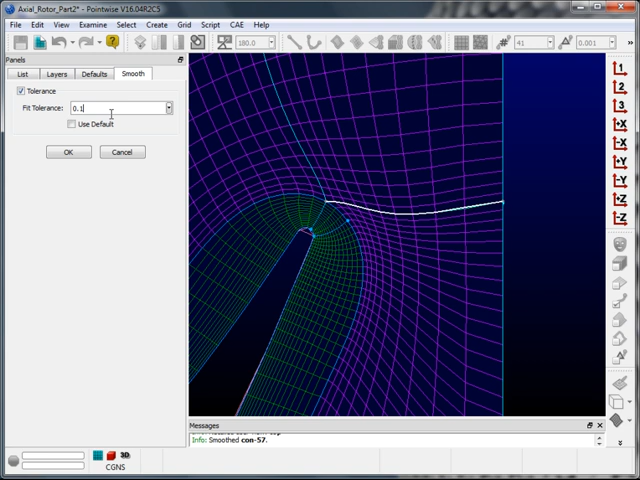 Axial_Rotor_Part2* - Pointwise V16.04R2C5
File Edit View Examine Select Create Grid Script CAE Help
180.0 41 0.001 »
Panels
List Layers Defaults Smooth
Tolerance
Fit Tolerance: 0.1
Use Default
OK Cancel
1
2
3
+X
-X
+Y
-Y
+Z
-Z
Messages
Info: Smoothed con-57.
3D
CGNS